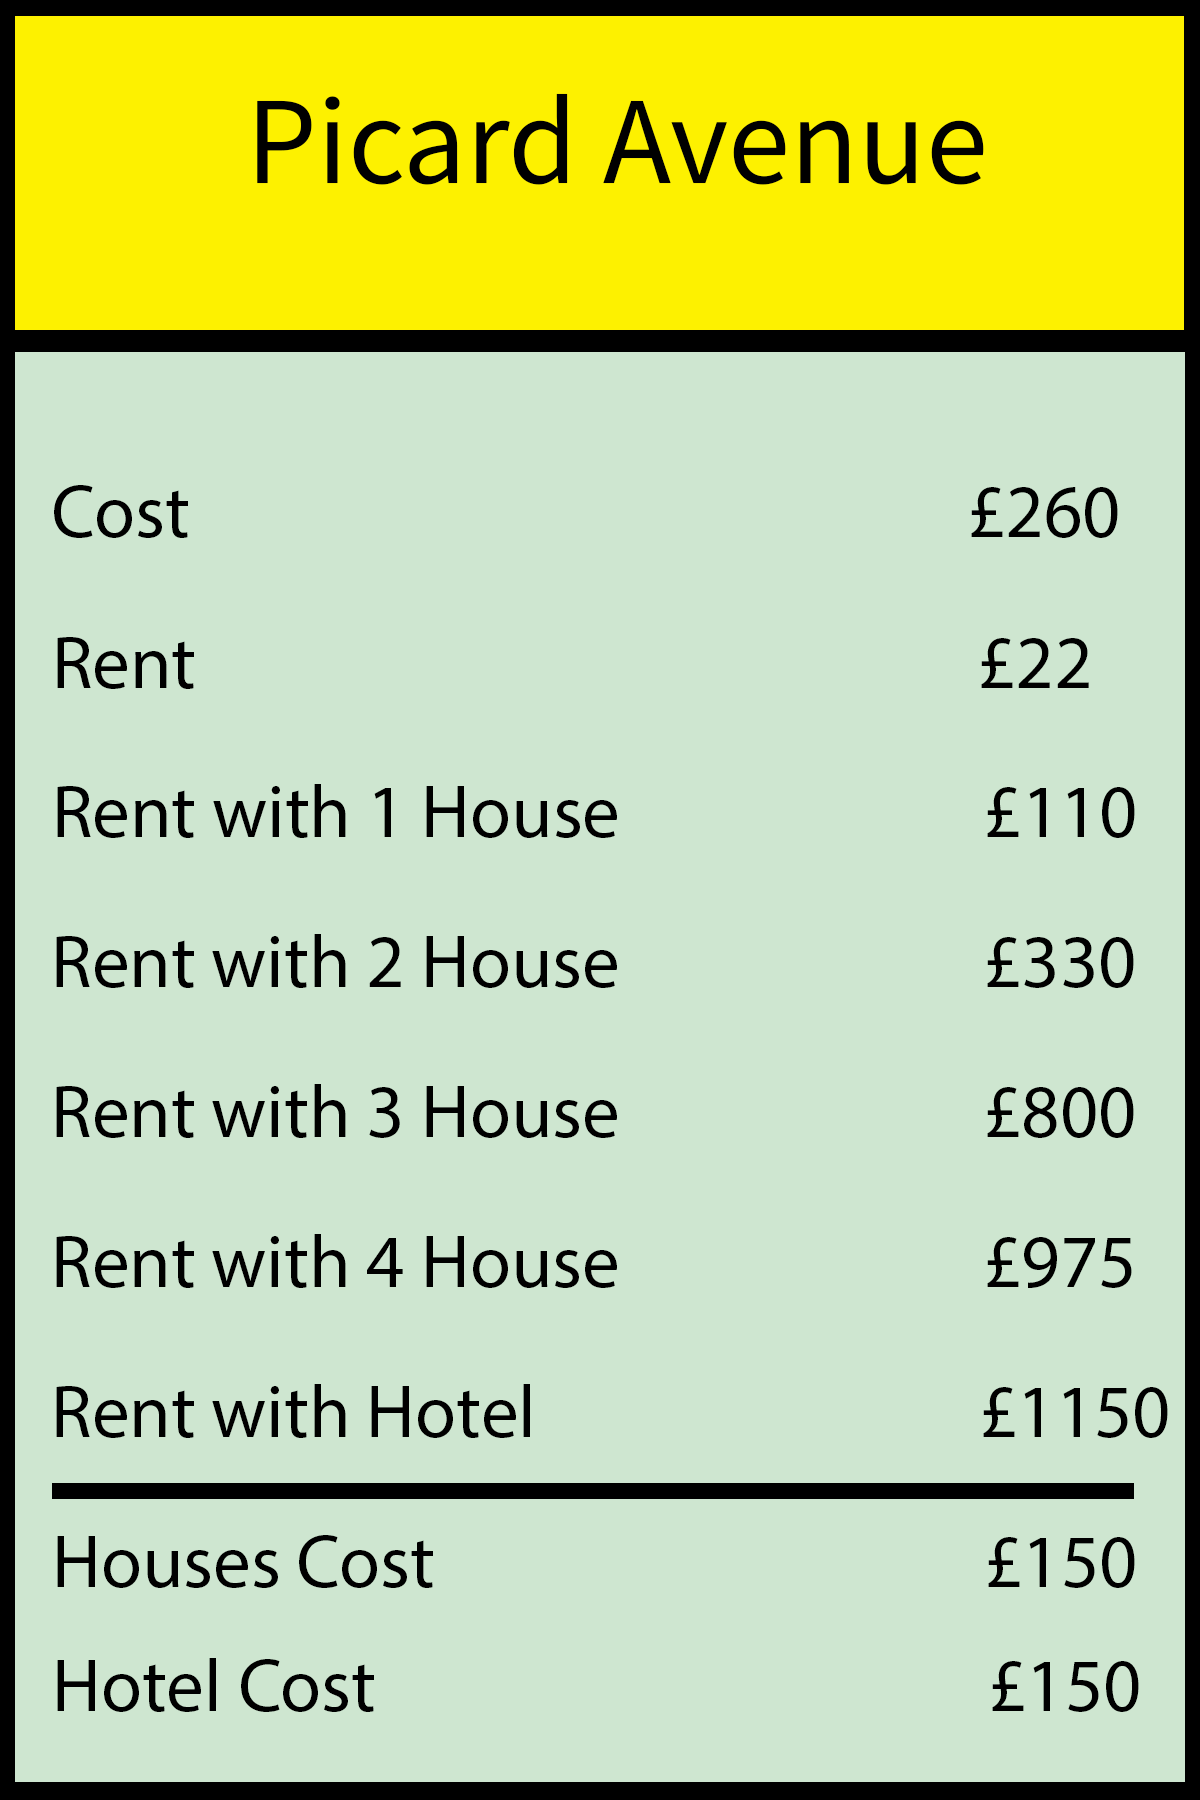 Picard Avenue
Cost £260
Rent £22
Rent with 1 House £110
Rent with 2 House £330
Rent with 3 House £800
Rent with 4 House £975
Rent with Hotel £1150
Houses Cost £150
Hotel Cost £150